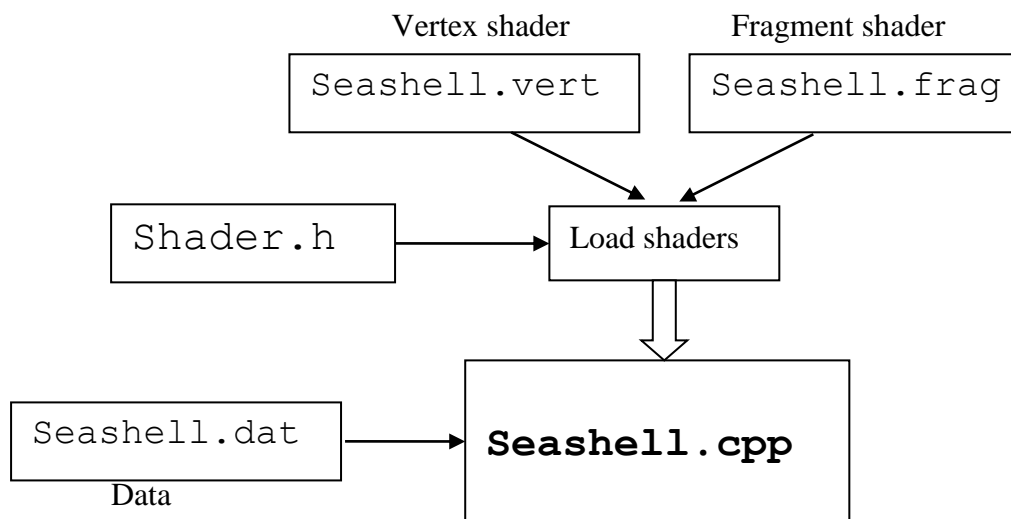 Vertex shader
Fragment shader
Seashell.vert
Seashell.frag
Shader.h
Load shaders
Seashell.dat
Seashell.cpp
Data